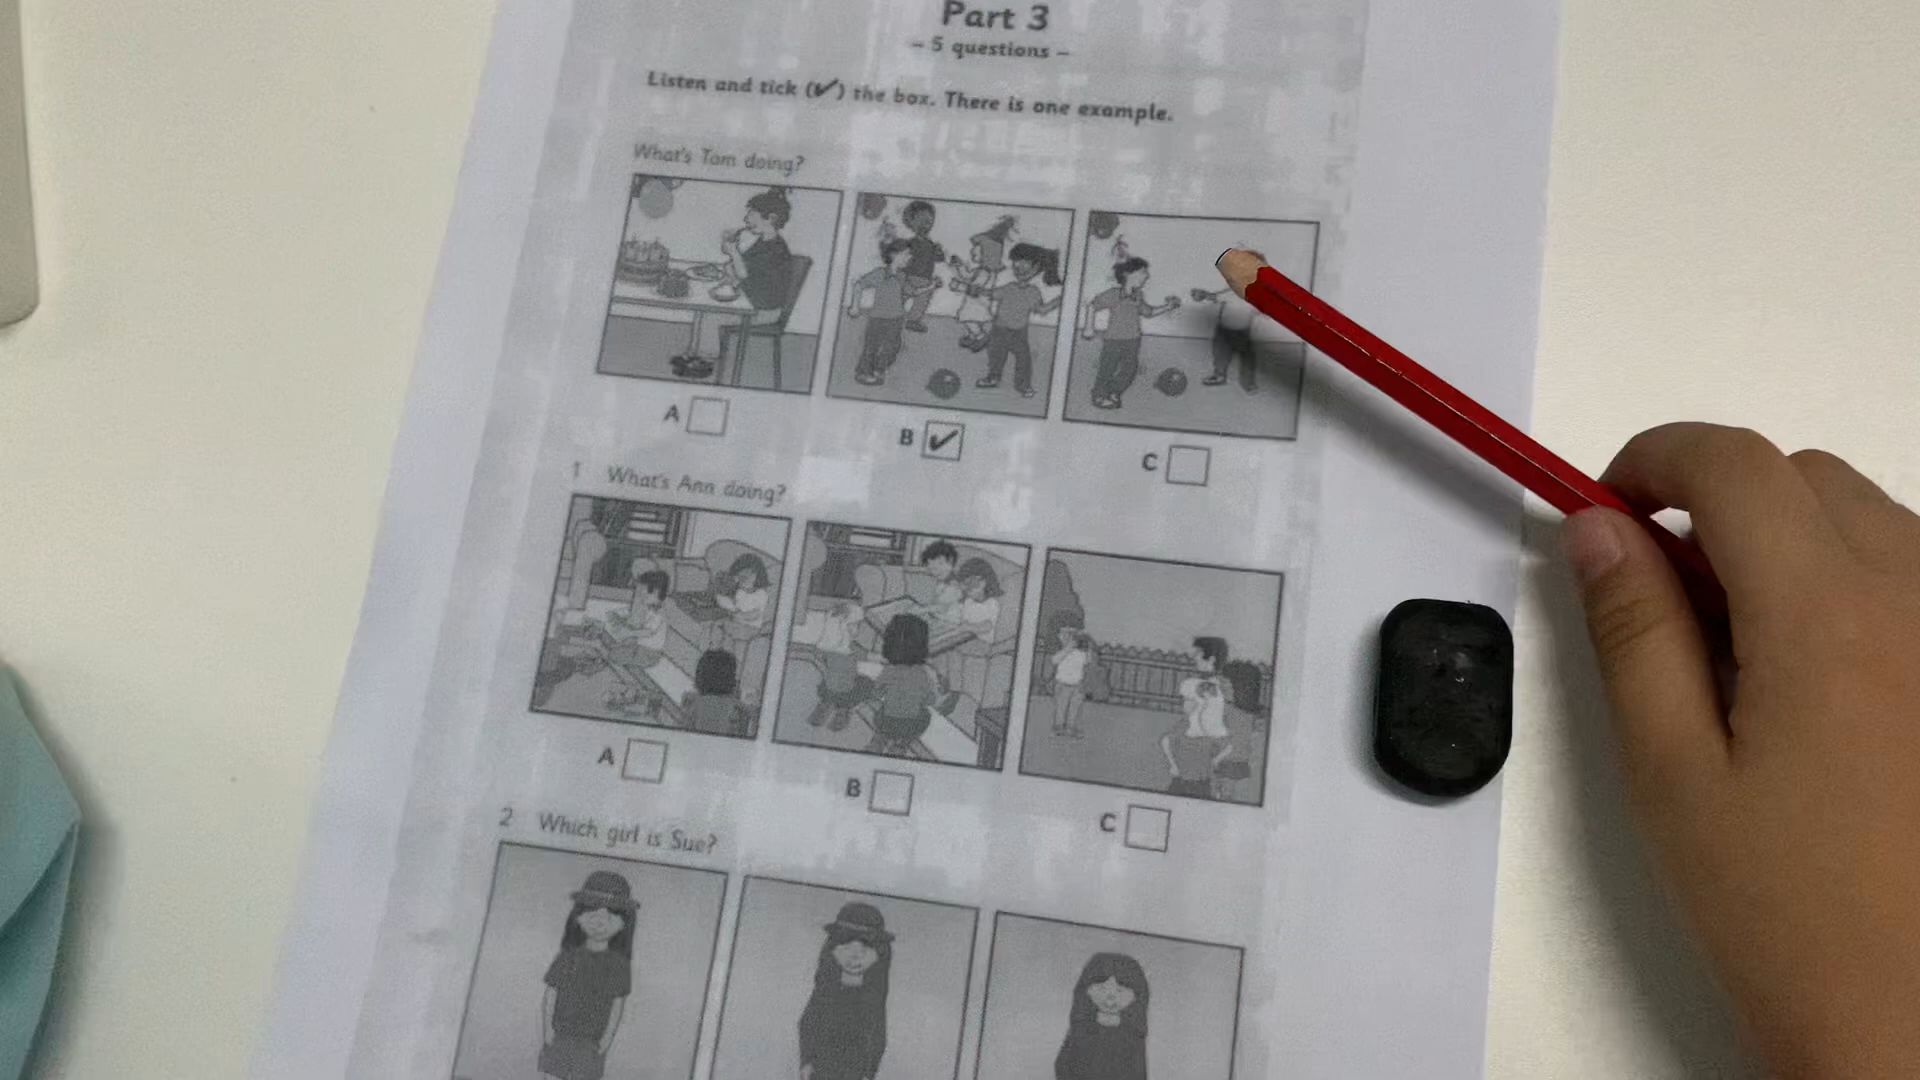 Part 3
– 5 questions –
Listen and tick (✔) the box. There is one example.
What's Tom doing?
A
B ✔
C
1 What's Ann doing?
A
B
C
2 Which girl is Sue?